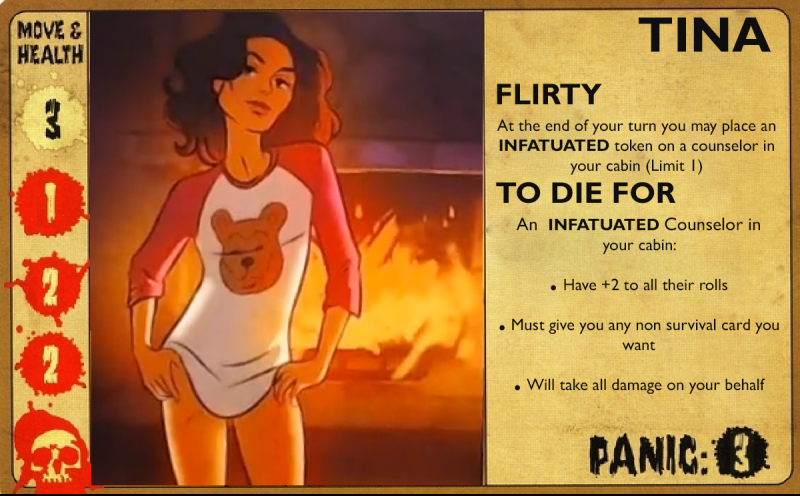 MOVE &
HEALTH
3
1
2
2
TINA
FLIRTY
At the end of your turn you may place an
INFATUATED token on a counselor in
your cabin (Limit 1)
TO DIE FOR
An INFATUATED Counselor in
your cabin:
• Have +2 to all their rolls
• Must give you any non survival card you
want
• Will take all damage on your behalf
PANIC: 3